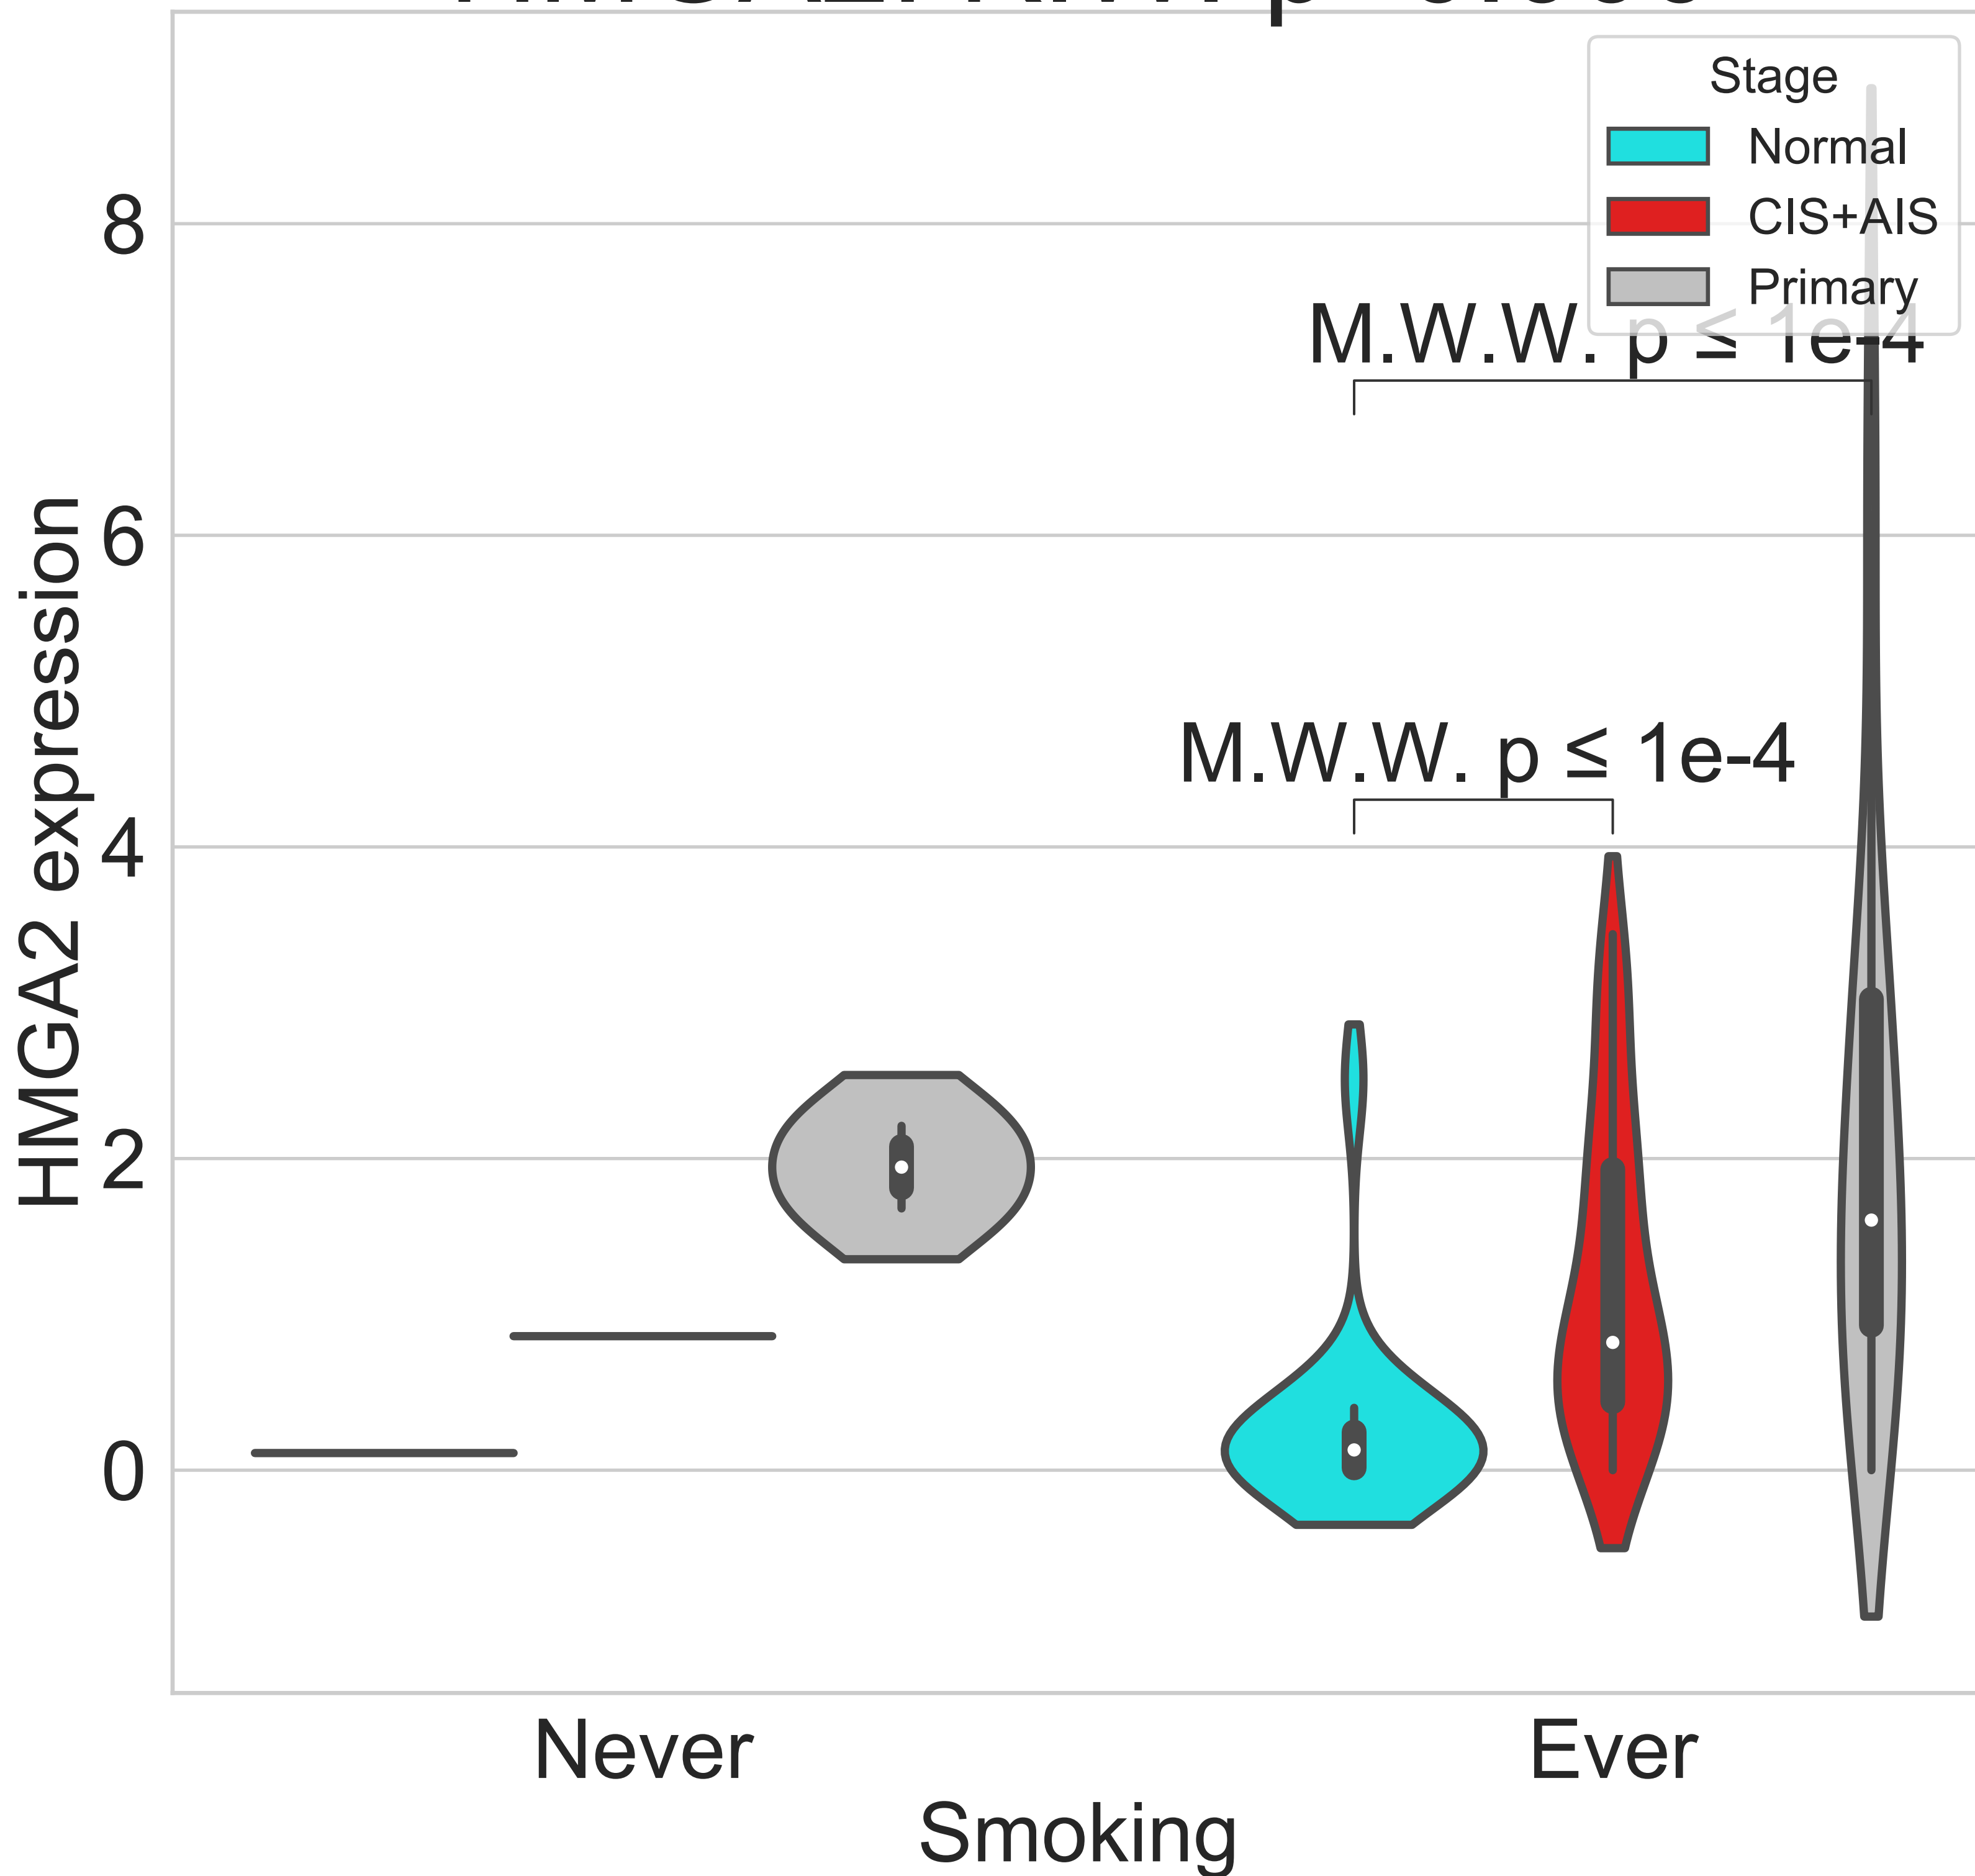 Stage
Normal
CIS+AIS
Primary
M.W.W. p ≤ 1e-4
M.W.W. p ≤ 1e-4
HMGA2 expression
8
6
4
2
0
Never
Ever
Smoking